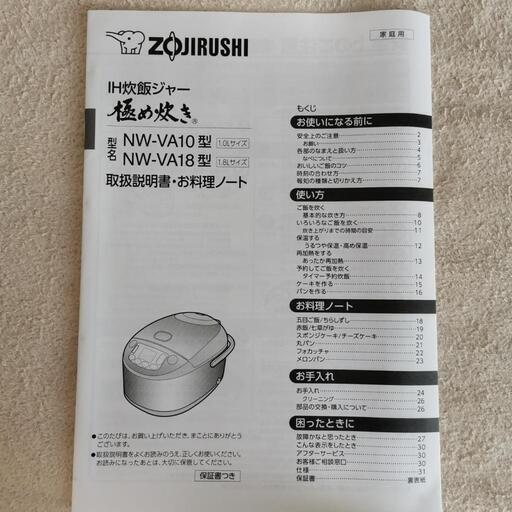 ZOJIRUSHI
家庭用
IH炊飯ジャー
極め炊き®
型名
NW-VA10型 1.0Lサイズ
NW-VA18型 1.8Lサイズ
取扱説明書・お料理ノート
●このたびは、お買い上げいただき、まことにありがとうございます。
●取扱説明書をよくお読みのうえ、正しくお使いください。
お読みになったあとは、大切に保管してください。
保証書つき
もくじ
お使いになる前に
安全上のご注意 2
お願い 3
各部のなまえと扱い方 4
なべについて 5
おいしいご飯のコツ 6
時刻の合わせ方 7
報知の種類と切りかえ方 7
使い方
ご飯を炊く
基本的な炊き方 8
いろいろなご飯を炊く 10
炊き上がりまでの時間の目安 11
保温する
うるつや保温・高め保温 12
再加熱をする
あったか再加熱 13
予約してご飯を炊く
タイマー予約炊飯 14
ケーキを作る 15
パンを作る 16
お料理ノート
五目ご飯/ちらしずし 18
赤飯/七草がゆ 19
スポンジケーキ/チーズケーキ 20
丸パン 21
フォカッチャ 22
メロンパン 23
お手入れ
お手入れ 24
クリーニング 26
部品の交換・購入について 26
困ったときに
故障かなと思ったとき 27
こんな表示をしたとき 30
アフターサービス 30
お客様ご相談窓口 30
仕様 31
保証書 裏表紙